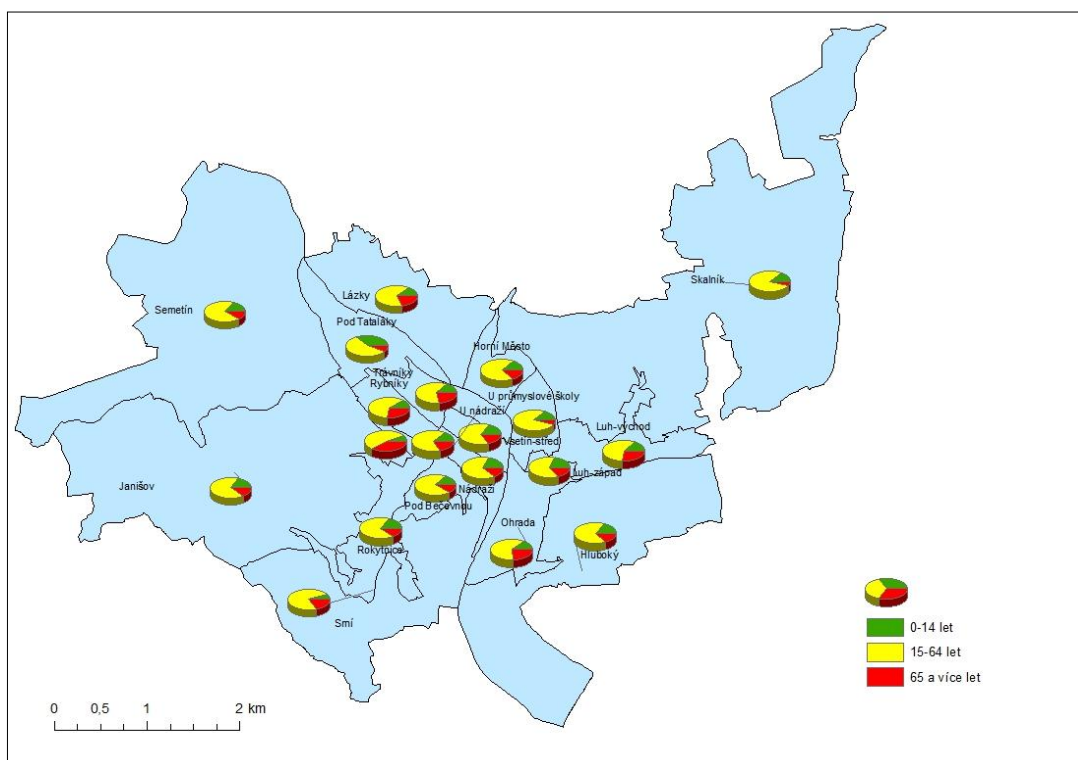 Skalník
Lázky
Semetín
Pod Tataláky
Horní Město
Trávníky
Rybníky
U průmyslové školy
U nádraží
Luh-východ
Vsetín-střed
Luh-západ
Janišov
Nádraží
Pod Bečevnou
Ohrada
Rokytnice
Hluboký
Smí
0-14 let
15-64 let
65 a více let
0 0,5 1 2 km